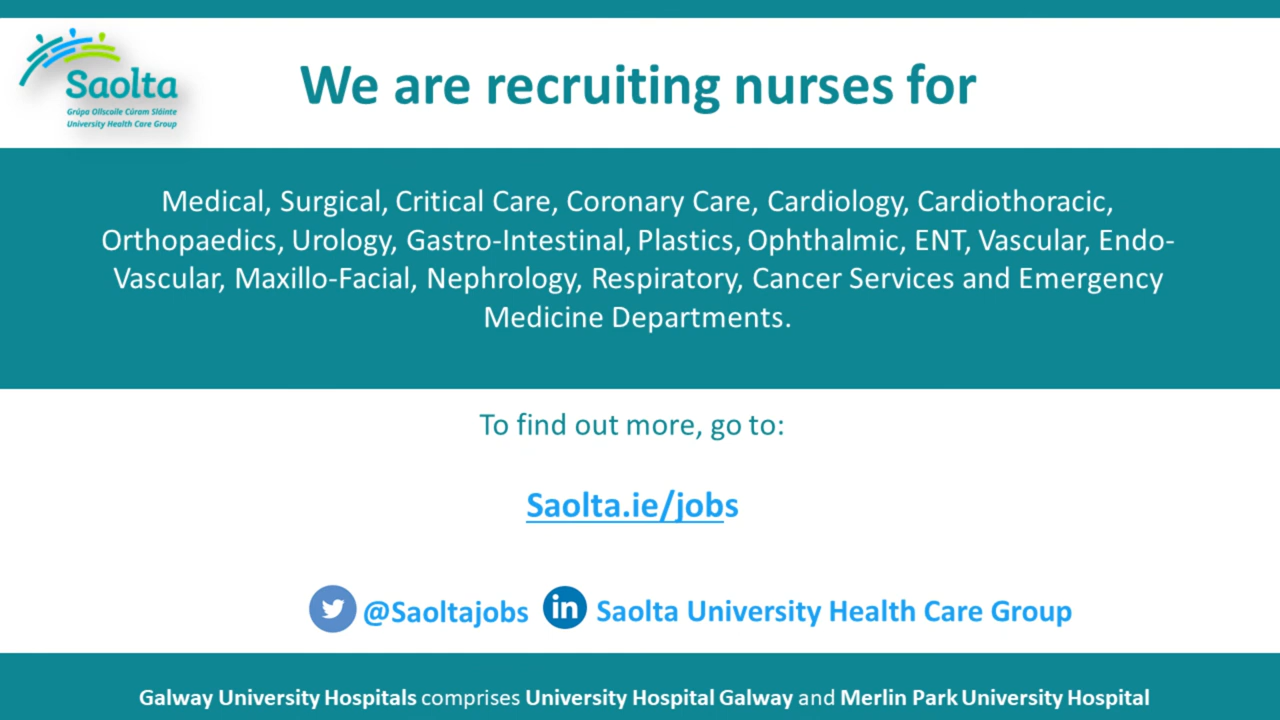 Saolta
Grúpa Ollscoile Cúram Sláinte
University Health Care Group
We are recruiting nurses for
Medical, Surgical, Critical Care, Coronary Care, Cardiology, Cardiothoracic,
Orthopaedics, Urology, Gastro-Intestinal, Plastics, Ophthalmic, ENT, Vascular, Endo-
Vascular, Maxillo-Facial, Nephrology, Respiratory, Cancer Services and Emergency
Medicine Departments.
To find out more, go to:
Saolta.ie/jobs
@Saoltajobs in Saolta University Health Care Group
Galway University Hospitals comprises University Hospital Galway and Merlin Park University Hospital